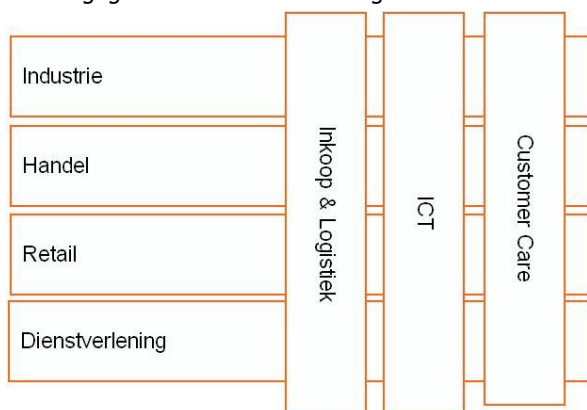 Industrie
Handel
Retail
Dienstverlening
Inkoop & Logistiek
ICT
Customer Care